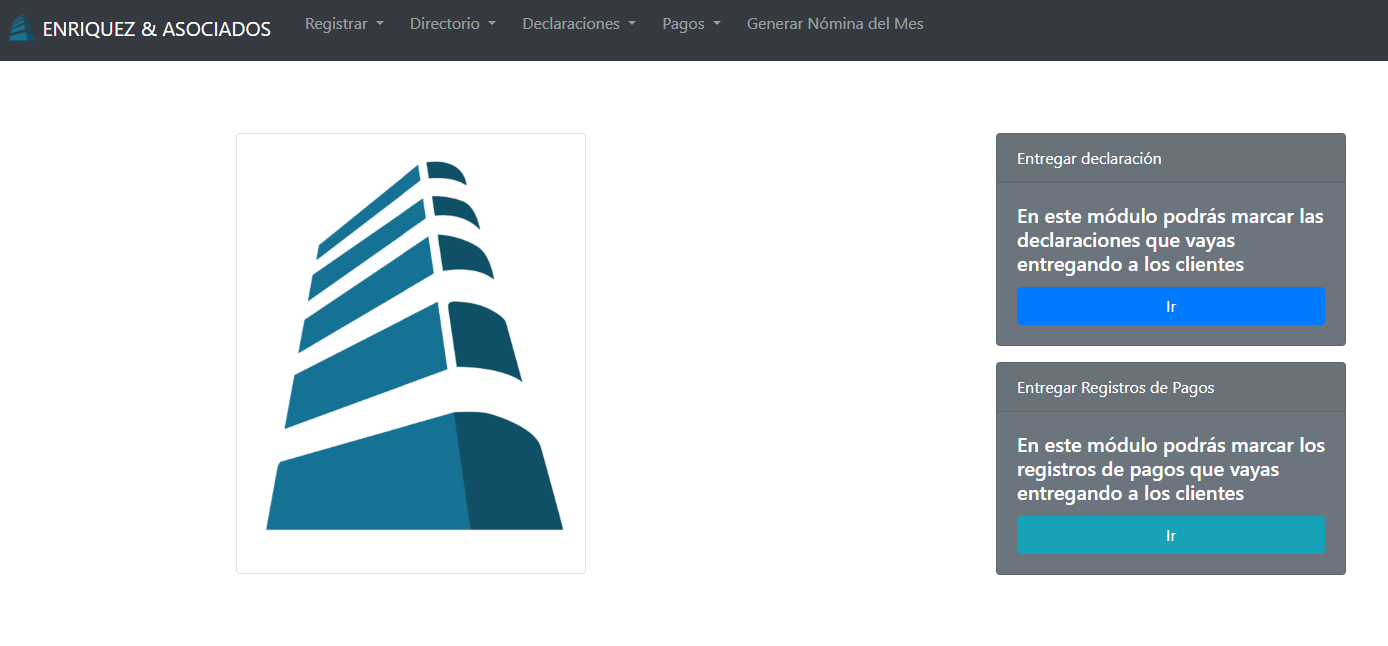 ENRIQUEZ & ASOCIADOS Registrar Directorio Declaraciones Pagos Generar Nómina del Mes
Entregar declaración
En este módulo podrás marcar las
declaraciones que vayas
entregando a los clientes
Ir
Entregar Registros de Pagos
En este módulo podrás marcar los
registros de pagos que vayas
entregando a los clientes
Ir